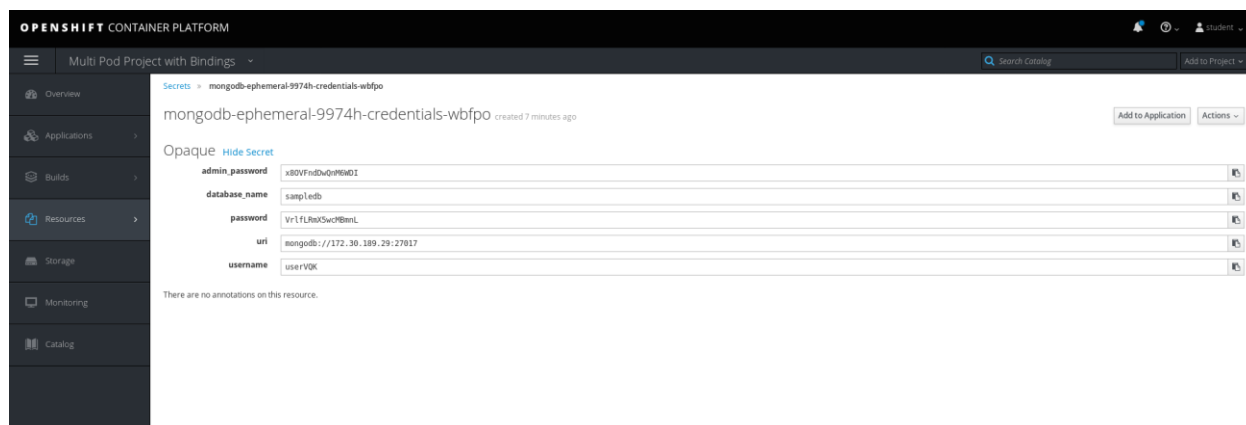 OPENSHIFT CONTAINER PLATFORM
student
Multi Pod Project with Bindings
Search Catalog
Add to Project
Overview
Applications
Builds
Resources
Storage
Monitoring
Catalog
Secrets » mongodb-ephemeral-9974h-credentials-wbfpo
mongodb-ephemeral-9974h-credentials-wbfpo created 7 minutes ago
Add to Application
Actions
Opaque Hide Secret
admin_password x8OVFndDwQnM6WDI
database_name sampledb
password VrlfLRmX5wcMBmnL
uri mongodb://172.30.189.29:27017
username userVQK
There are no annotations on this resource.